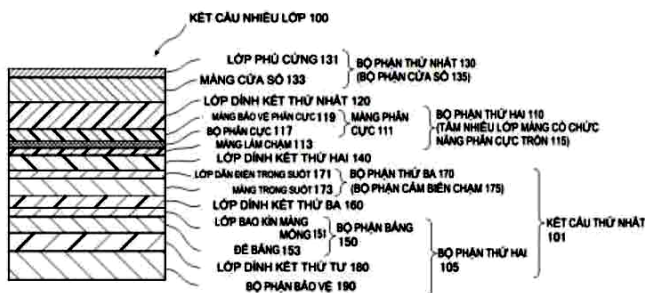 KẾT CẤU NHIỀU LỚP 100
LỚP PHỦ CỨNG 131
MÀNG CỬA SỔ 133
BỘ PHẬN THỨ NHẤT 130
(BỘ PHẬN CỬA SỔ 135)
LỚP DÍNH KẾT THỨ NHẤT 120
MÀNG BẢO VỆ PHÂN CỰC 119
BỘ PHÂN CỰC 117
MÀNG PHÂN
CỰC 111
MÀNG LÀM CHẬM 113
BỘ PHẬN THỨ HAI 110
(TẤM NHIỀU LỚP MÀNG CÓ CHỨC
NĂNG PHÂN CỰC TRÒN 115)
LỚP DÍNH KẾT THỨ HAI 140
LỚP DẪN ĐIỆN TRONG SUỐT 171
MÀNG TRONG SUỐT 173
BỘ PHẬN THỨ BA 170
(BỘ PHẬN CẢM BIẾN CHẠM 175)
LỚP DÍNH KẾT THỨ BA 160
LỚP BAO KÍN MÀNG
MỎNG 151
ĐẾ BẢNG 153
BỘ PHẬN BẢNG
150
LỚP DÍNH KẾT THỨ TƯ 180
BỘ PHẬN BẢO VỆ 190
BỘ PHẬN THỨ HAI
105
KẾT CẤU THỨ NHẤT
101